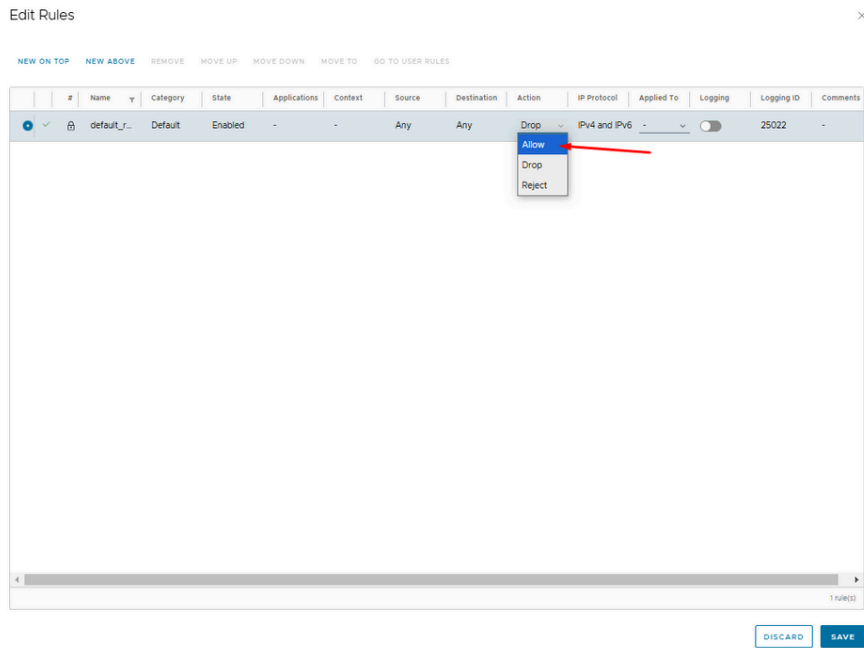 Edit Rules
NEW ON TOP NEW ABOVE REMOVE MOVE UP MOVE DOWN MOVE TO GO TO USER RULES
# Name Category State Applications Context Source Destination Action IP Protocol Applied To Logging Logging ID Comments
default_r... Default Enabled - - Any Any Drop IPv4 and IPv6 - 25022 -
Allow
Drop
Reject
1 rule(s)
DISCARD SAVE